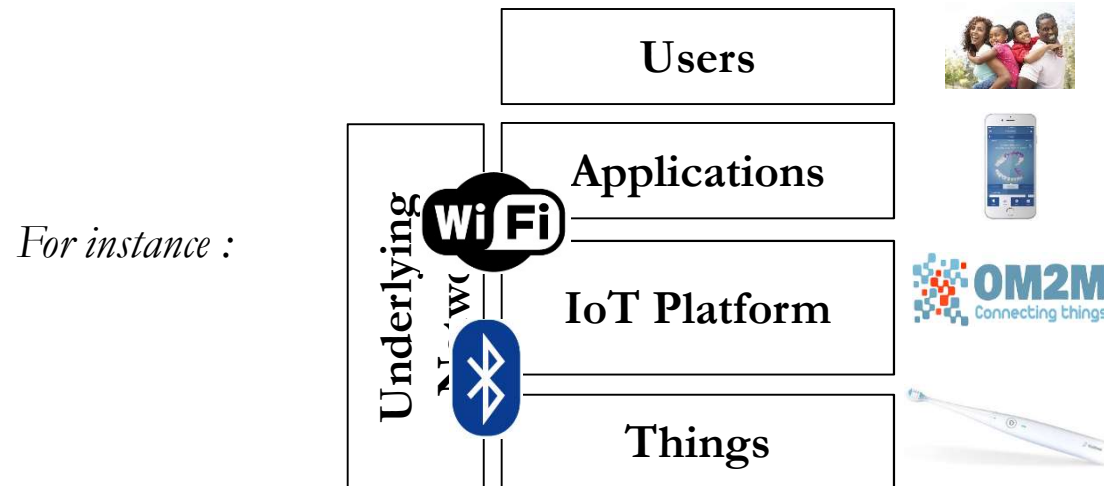 For instance :
Users
Applications
IoT Platform
Things
Underlying
WiFi
OM2M
Connecting things